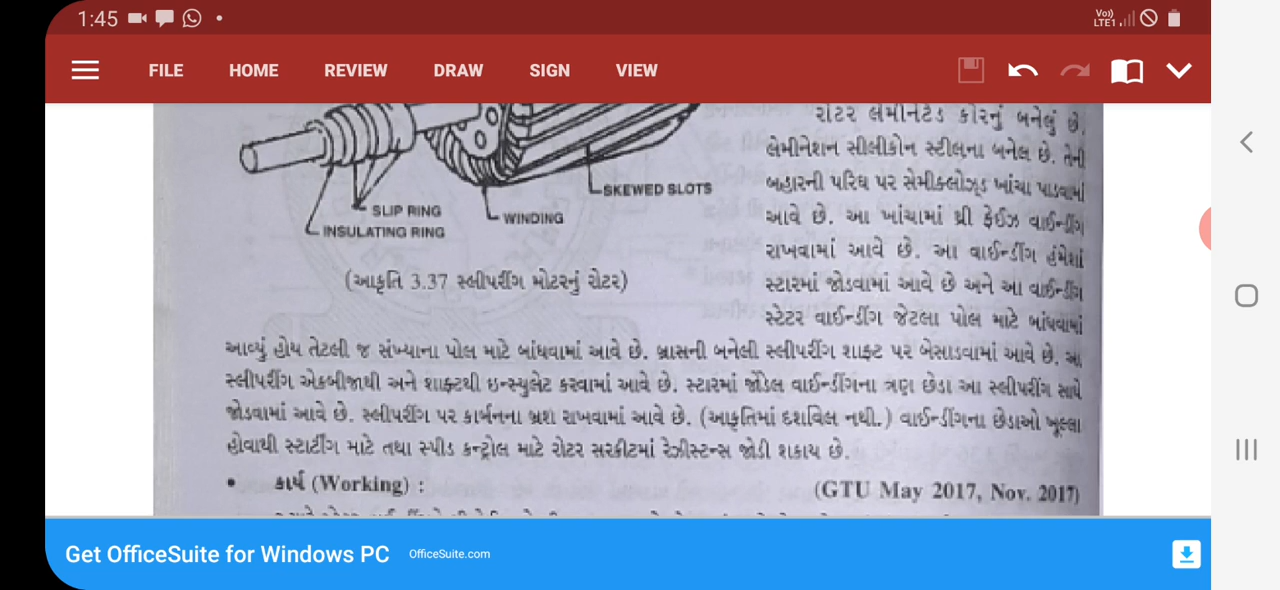 1:45
Vo)) LTE1
FILE HOME REVIEW DRAW SIGN VIEW
SKEWED SLOTS
SLIP RING
WINDING
INSULATING RING
(આકૃતિ 3.37 સ્લીપરીંગ મોટરનું રોટર)
રોટર લેમીનેટેડ કોરનું બનેલું છે.
લેમીનેશન સીલીકોન સ્ટીલના બનેલ છે. તેની
બહારની પરિઘ પર સેમીક્લોઝ્ડ ખાંચા પાડવામાં
આવે છે. આ ખાંચામાં થ્રી ફેઈઝ વાઈન્ડીંગ
રાખવામાં આવે છે. આ વાઈન્ડીંગ હંમેશાં
સ્ટારમાં જોડવામાં આવે છે અને આ વાઈન્ડીંગ
સ્ટેટર વાઈન્ડીંગ જેટલા પોલ માટે બાંધવામાં
આવ્યું હોય તેટલી જ સંખ્યાના પોલ માટે બાંધવામાં આવે છે. બ્રાસની બનેલી સ્લીપરીંગ શાફ્ટ પર બેસાડવામાં આવે છે. આ
સ્લીપરીંગ એકબીજાથી અને શાફ્ટથી ઇન્સ્યુલેટ કરવામાં આવે છે. સ્ટારમાં જોડેલ વાઈન્ડીંગના ત્રણ છેડા આ સ્લીપરીંગ સાથે
જોડવામાં આવે છે. સ્લીપરીંગ પર કાર્બનના બ્રશ રાખવામાં આવે છે. (આકૃતિમાં દર્શાવેલ નથી.) વાઈન્ડીંગના છેડાઓ ખૂલ્લા
હોવાથી સ્ટાર્ટીંગ માટે તથા સ્પીડ કન્ટ્રોલ માટે રોટર સરકીટમાં રેઝીસ્ટન્સ જોડી શકાય છે.
• કાર્ય (Working) : (GTU May 2017, Nov. 2017)
Get OfficeSuite for Windows PC OfficeSuite.com